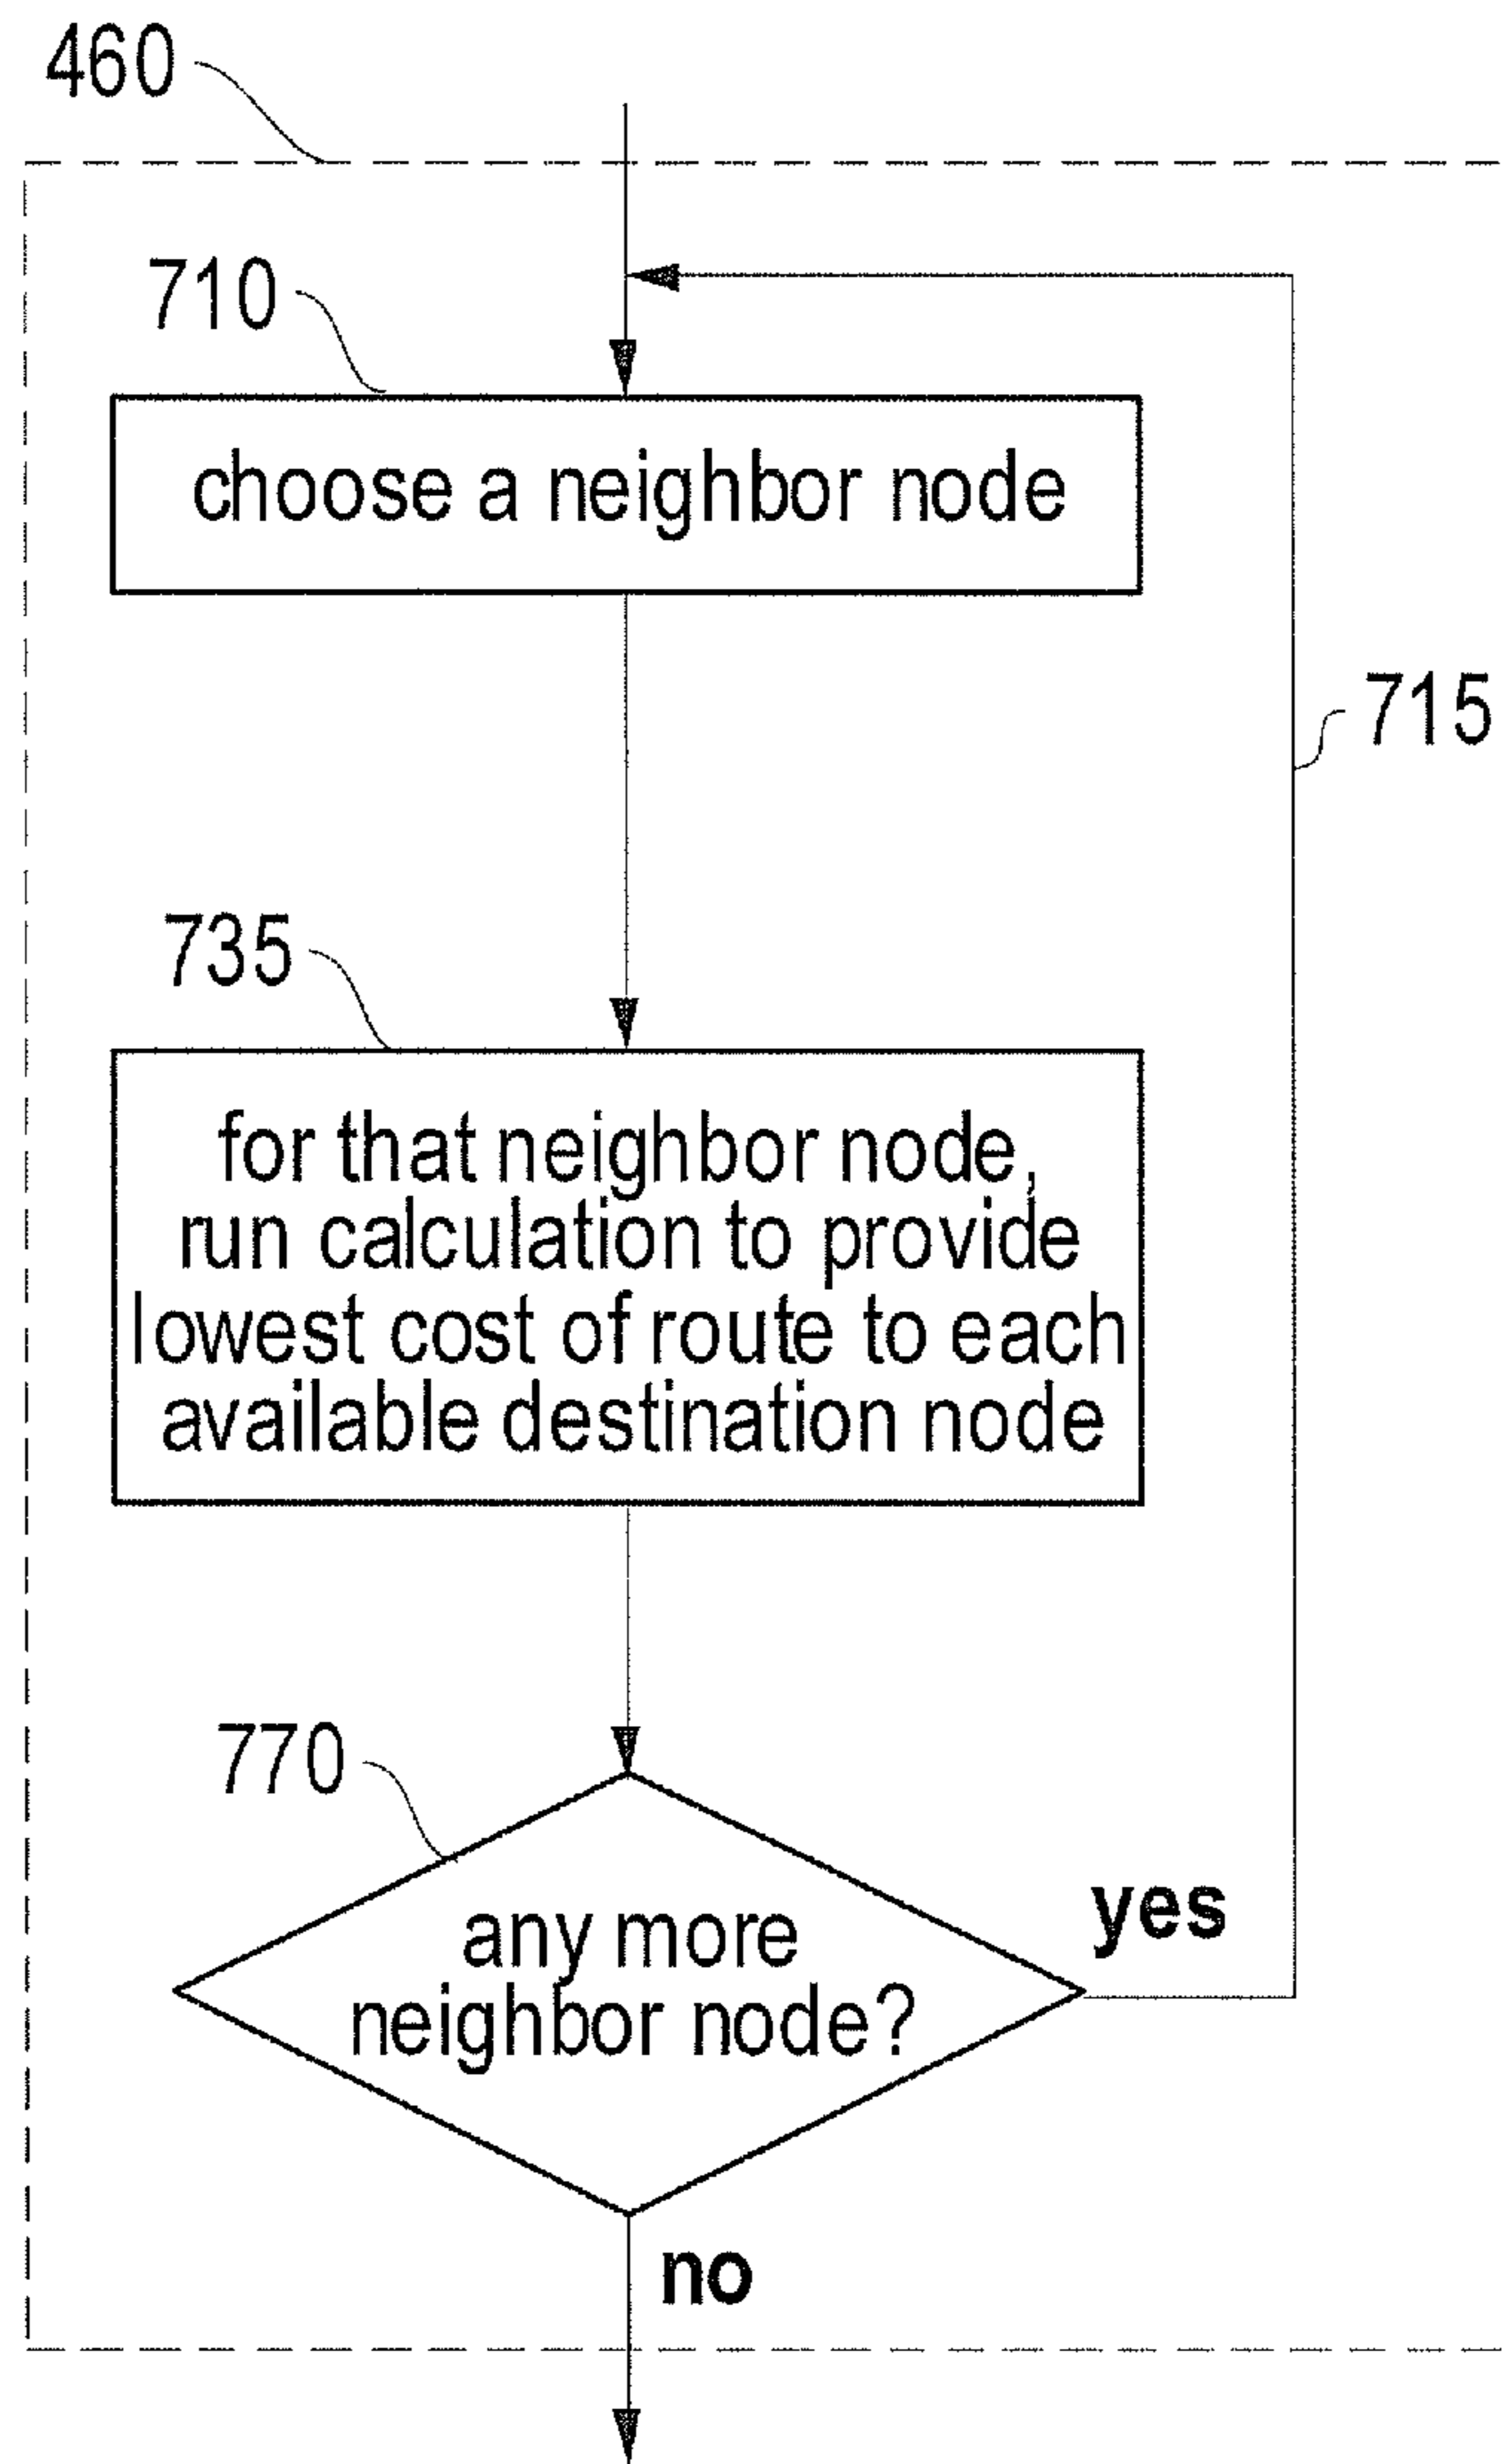 460
710
choose a neighbor node
715
735
for that neighbor node,
run calculation to provide
lowest cost of route to each
available destination node
770
any more
neighbor node?
yes
no